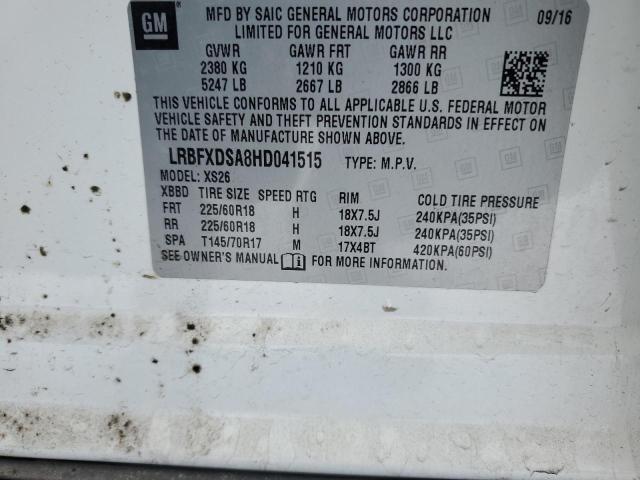 GM
MFD BY SAIC GENERAL MOTORS CORPORATION 09/16
LIMITED FOR GENERAL MOTORS LLC
GVWR GAWR FRT GAWR RR
2380 KG 1210 KG 1300 KG
5247 LB 2667 LB 2866 LB
THIS VEHICLE CONFORMS TO ALL APPLICABLE U.S. FEDERAL MOTOR
VEHICLE SAFETY AND THEFT PREVENTION STANDARDS IN EFFECT ON
THE DATE OF MANUFACTURE SHOWN ABOVE.
LRBFXDSA8HD041515 TYPE: M.P.V.
MODEL: XS26
XBBD TIRE SIZE SPEED RTG RIM COLD TIRE PRESSURE
FRT 225/60R18 H 18X7.5J 240KPA(35PSI)
RR 225/60R18 H 18X7.5J 240KPA(35PSI)
SPA T145/70R17 M 17X4BT 420KPA(60PSI)
SEE OWNER'S MANUAL FOR MORE INFORMATION.